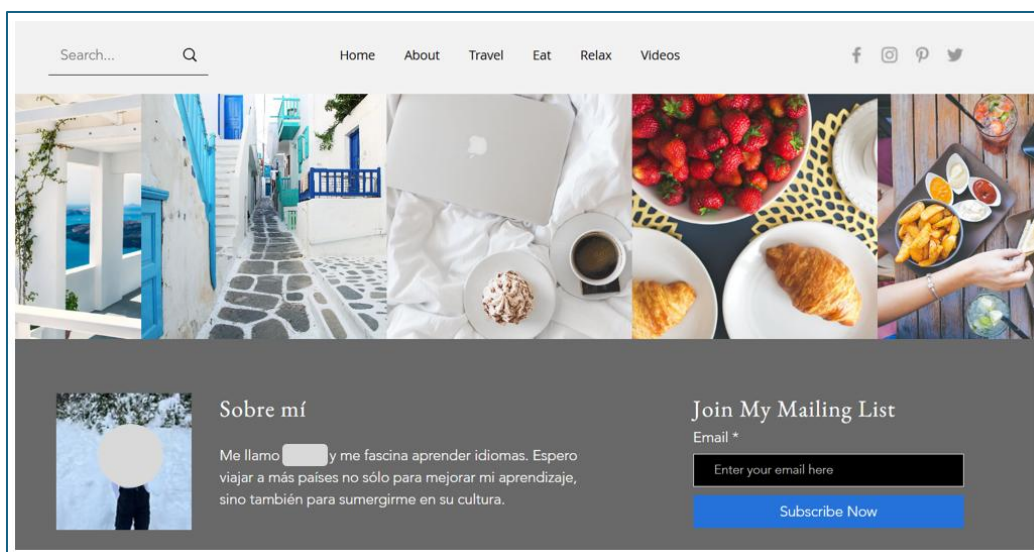 Search...
Home About Travel Eat Relax Videos
Sobre mí
Me llamo y me fascina aprender idiomas. Espero
viajar a más países no sólo para mejorar mi aprendizaje,
sino también para sumergirme en su cultura.
Join My Mailing List
Email *
Enter your email here
Subscribe Now